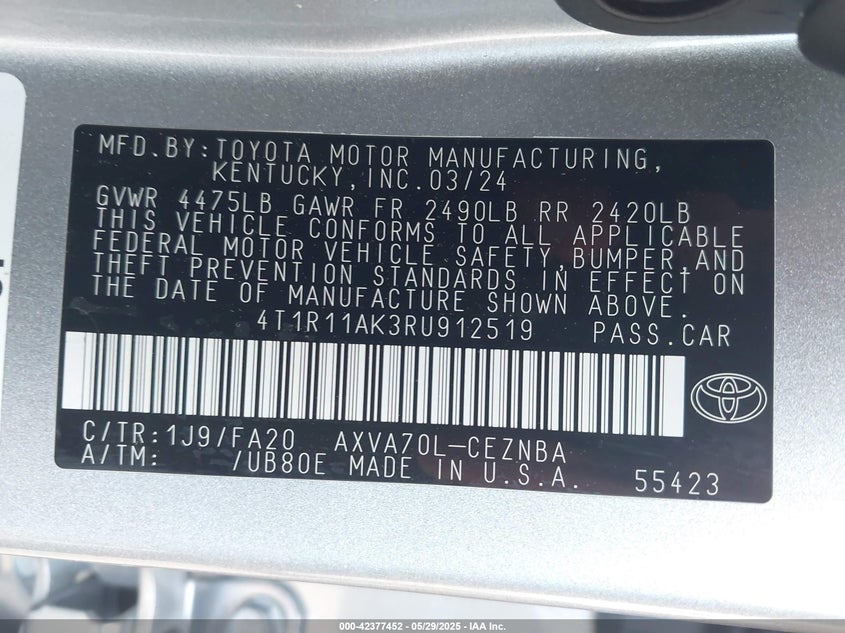 MFD.BY:TOYOTA MOTOR MANUFACTURING,
KENTUCKY,INC.03/24
GVWR 4475LB GAWR FR 2490LB RR 2420LB
THIS VEHICLE CONFORMS TO ALL APPLICABLE
FEDERAL MOTOR VEHICLE SAFETY,BUMPER,AND
THEFT PREVENTION STANDARDS IN EFFECT ON
THE DATE OF MANUFACTURE SHOWN ABOVE.
4T1R11AK3RU912519 PASS.CAR
C/TR:1J9/FA20 AXVA70L-CEZNBA
A/TM: /UB80E MADE IN U.S.A. 55423
000-42377452 - 05/29/2025 - IAA Inc.